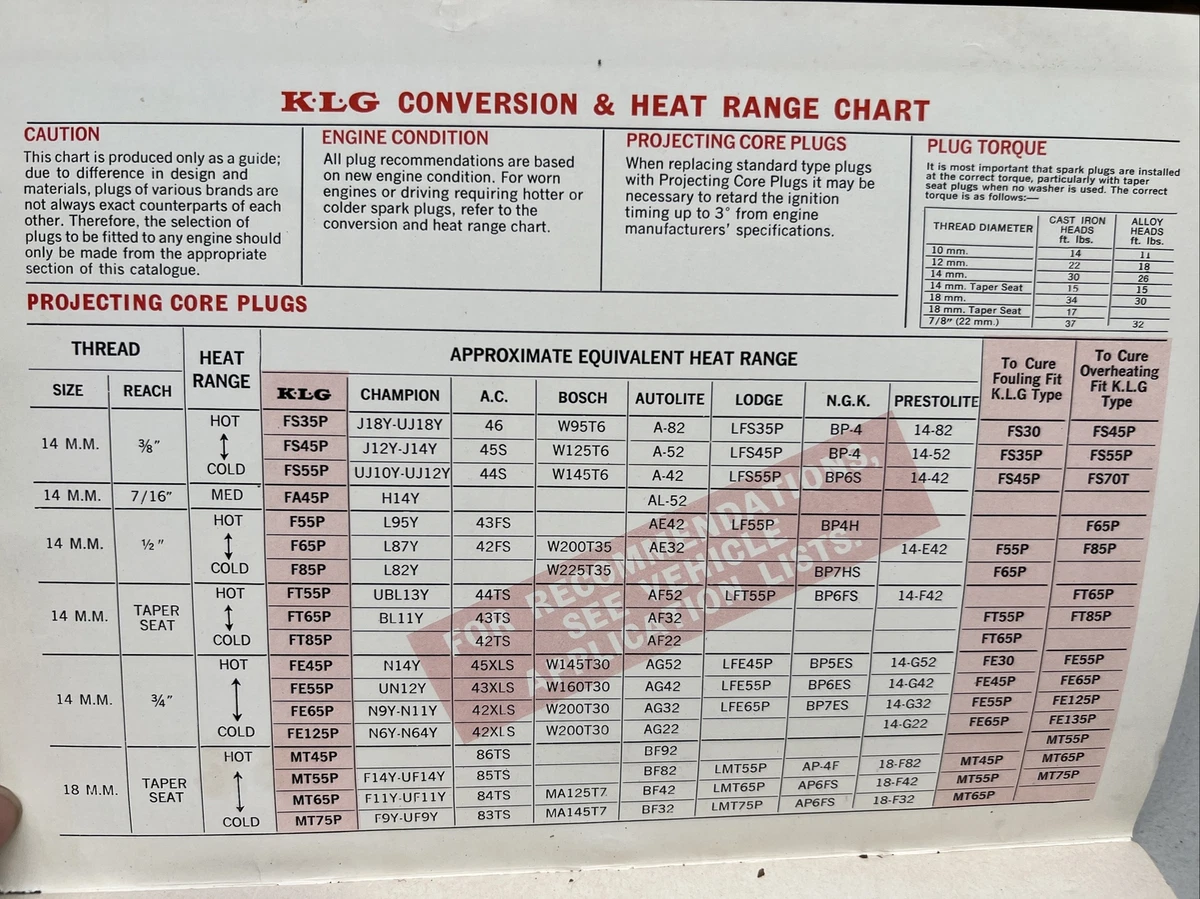 K·L·G CONVERSION & HEAT RANGE CHART
CAUTION
This chart is produced only as a guide;
due to difference in design and
materials, plugs of various brands are
not always exact counterparts of each
other. Therefore, the selection of
plugs to be fitted to any engine should
only be made from the appropriate
section of this catalogue.
ENGINE CONDITION
All plug recommendations are based
on new engine condition. For worn
engines or driving requiring hotter or
colder spark plugs, refer to the
conversion and heat range chart.
PROJECTING CORE PLUGS
When replacing standard type plugs
with Projecting Core Plugs it may be
necessary to retard the ignition
timing up to 3° from engine
manufacturers' specifications.
PLUG TORQUE
It is most important that spark plugs are installed
at the correct torque, particularly with taper
seat plugs when no washer is used. The correct
torque is as follows:—
THREAD DIAMETER CAST IRON HEADS ft. lbs. ALLOY HEADS ft. lbs.
10 mm. 14 11
12 mm. 22 18
14 mm. 30 26
14 mm. Taper Seat 15 15
18 mm. 34 30
18 mm. Taper Seat 17
7/8" (22 mm.) 37 32
PROJECTING CORE PLUGS
THREAD HEAT RANGE APPROXIMATE EQUIVALENT HEAT RANGE To Cure Fouling Fit K.L.G Type To Cure Overheating Fit K.L.G Type
SIZE REACH K·L·G CHAMPION A.C. BOSCH AUTOLITE LODGE N.G.K. PRESTOLITE
14 M.M. 3/8" HOT FS35P J18Y-UJ18Y 46 W95T6 A-82 LFS35P BP-4 14-82 FS30 FS45P
FS45P J12Y-J14Y 45S W125T6 A-52 LFS45P BP-4 14-52 FS35P FS55P
COLD FS55P UJ10Y-UJ12Y 44S W145T6 A-42 LFS55P BP6S 14-42 FS45P FS70T
14 M.M. 7/16" MED FA45P H14Y AL-52
14 M.M. 1/2" HOT F55P L95Y 43FS AE42 LF55P BP4H F65P
F65P L87Y 42FS W200T35 AE32 14-E42 F55P F85P
COLD F85P L82Y W225T35 BP7HS F65P
14 M.M. TAPER SEAT HOT FT55P UBL13Y 44TS AF52 LFT55P BP6FS 14-F42 FT65P
FT65P BL11Y 43TS AF32 FT55P FT85P
COLD FT85P 42TS AF22 FT65P
14 M.M. 3/4" HOT FE45P N14Y 45XLS W145T30 AG52 LFE45P BP5ES 14-G52 FE30 FE55P
FE55P UN12Y 43XLS W160T30 AG42 LFE55P BP6ES 14-G42 FE45P FE65P
FE65P N9Y-N11Y 42XLS W200T30 AG32 LFE65P BP7ES 14-G32 FE55P FE125P
COLD FE125P N6Y-N64Y 42XLS W200T30 AG22 14-G22 FE65P FE135P
18 M.M. TAPER SEAT HOT MT45P 86TS BF92 MT55P
MT55P F14Y-UF14Y 85TS BF82 LMT55P AP-4F 18-F82 MT45P MT65P
MT65P F11Y-UF11Y 84TS MA125T7 BF42 LMT65P AP6FS 18-F42 MT55P MT75P
COLD MT75P F9Y-UF9Y 83TS MA145T7 BF32 LMT75P AP6FS 18-F32 MT65P
FOR RECOMMENDATIONS,
SEE VEHICLE
APPLICATION LISTS.